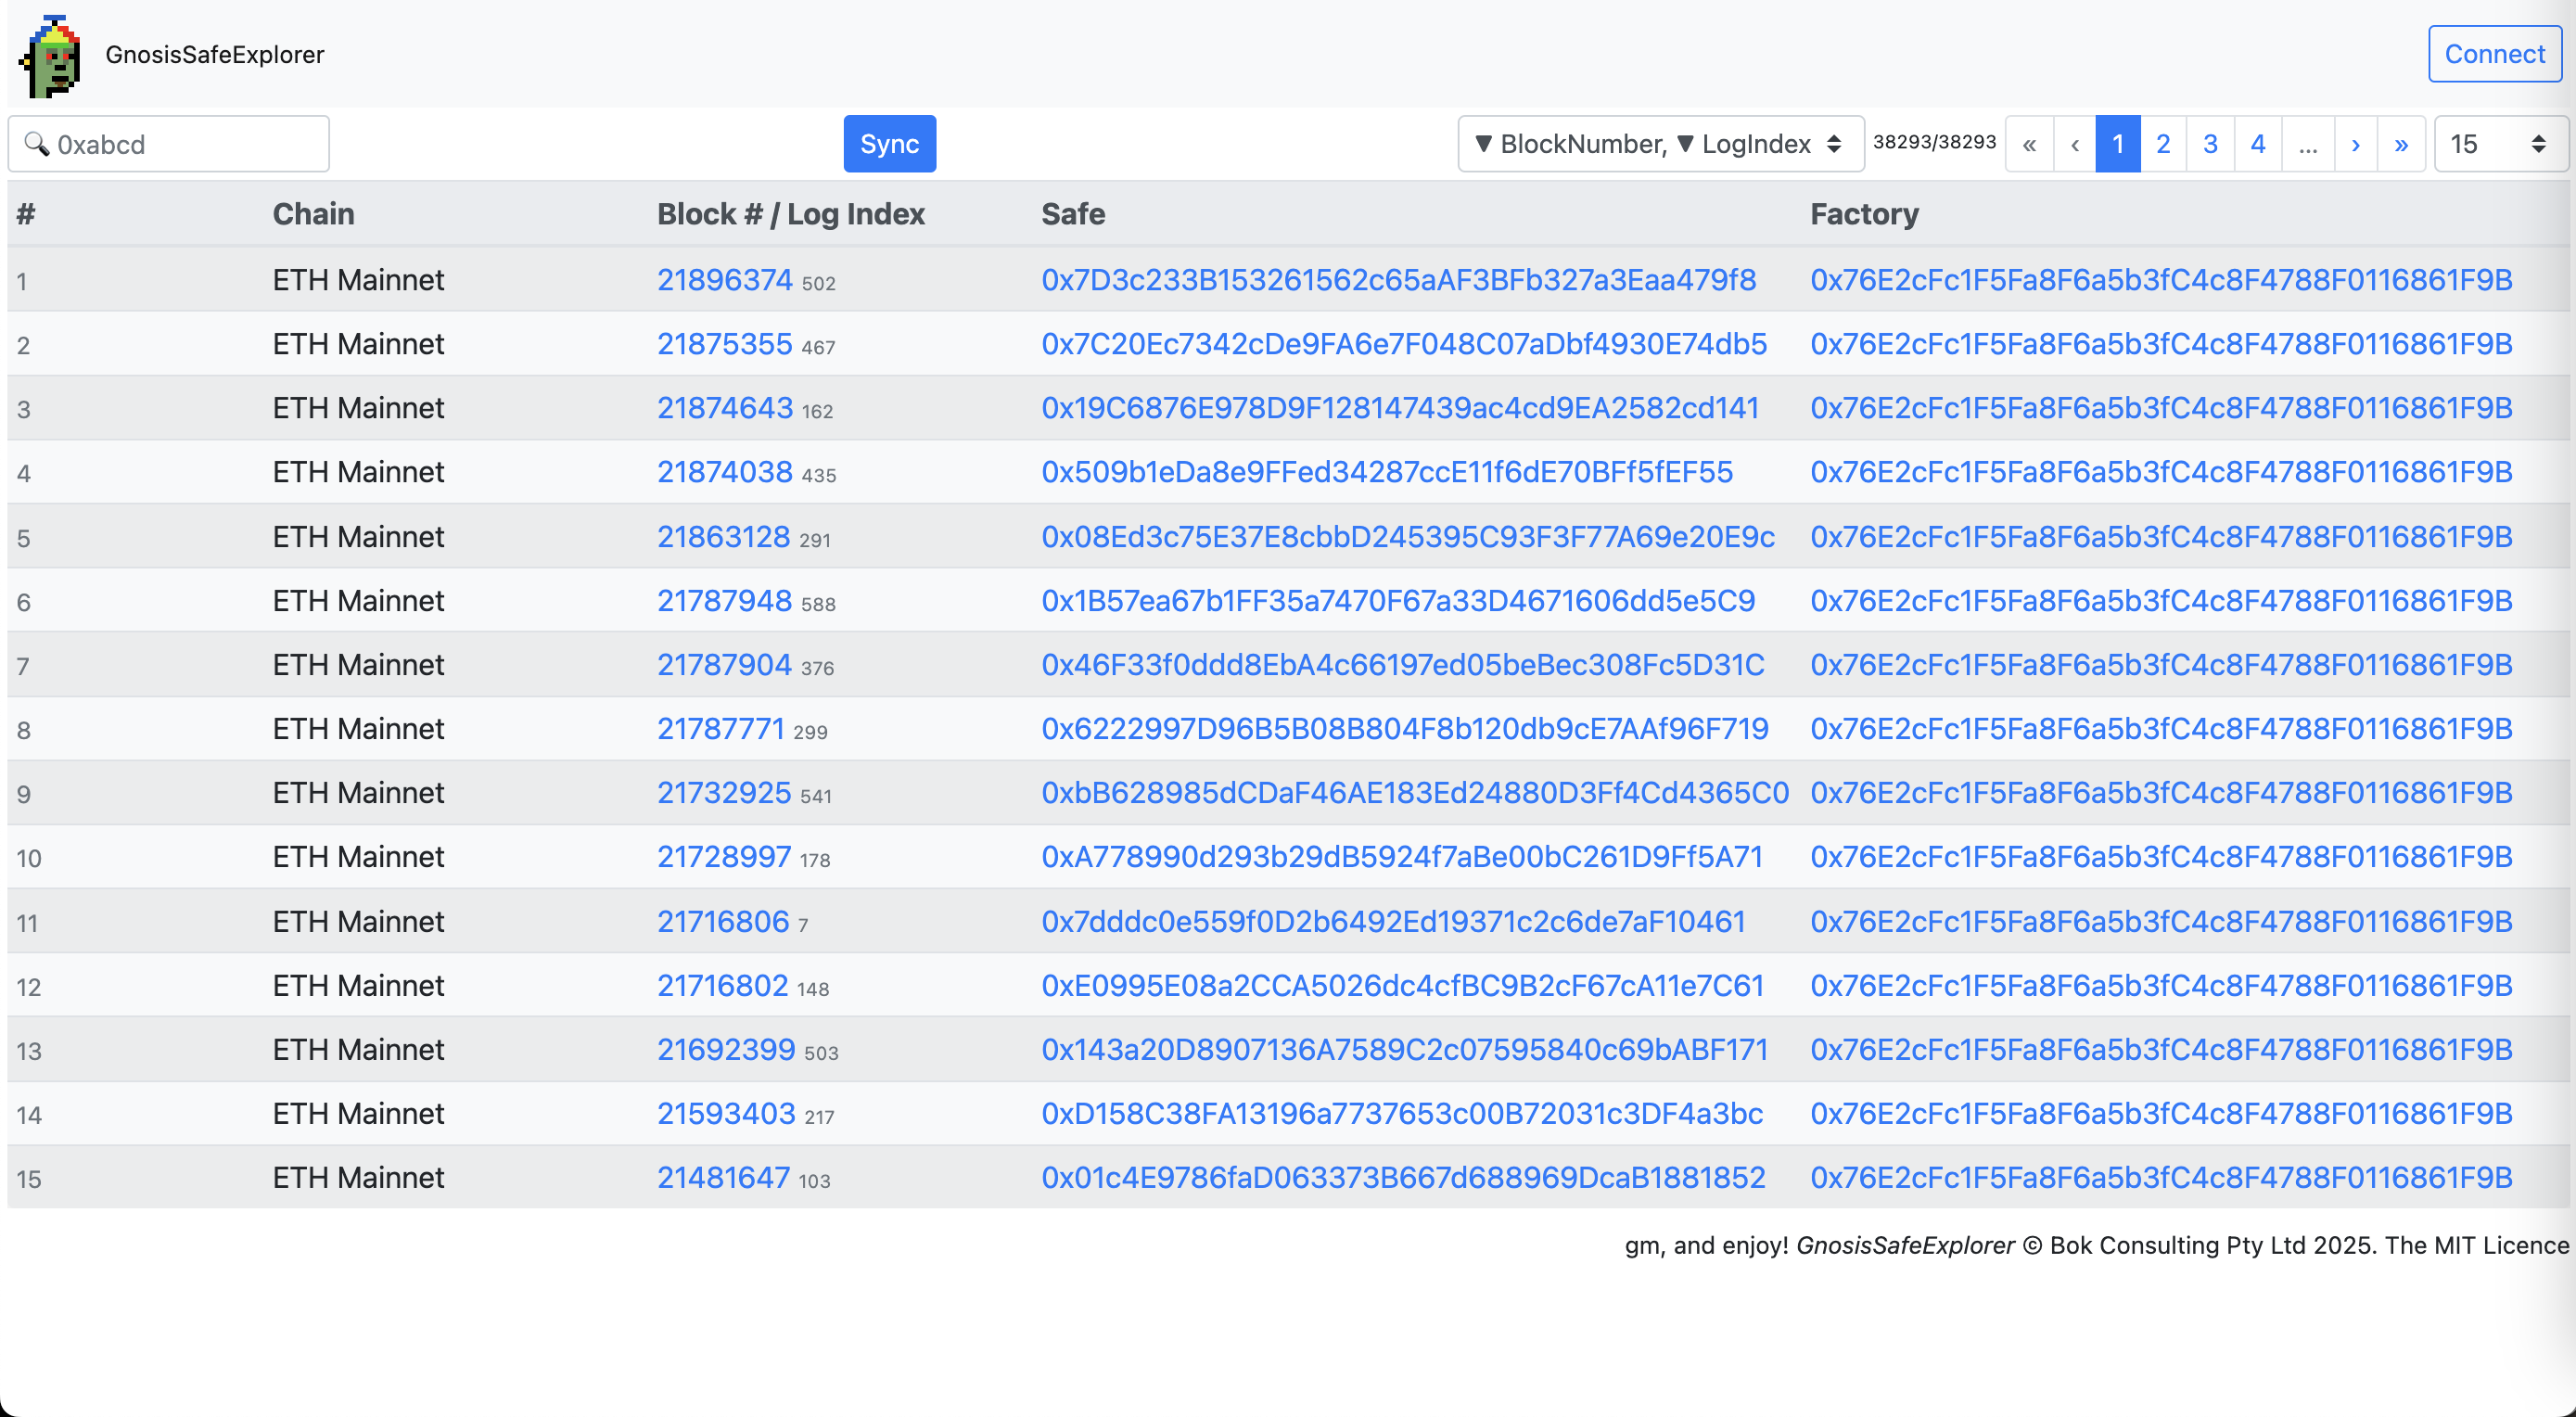 GnosisSafeExplorer
Connect
0xabcd
Sync
▼ BlockNumber, ▼ LogIndex
38293/38293
« ‹ 1 2 3 4 ... › »
15
# Chain Block # / Log Index Safe Factory
1 ETH Mainnet 21896374 502 0x7D3c233B153261562c65aAF3BFb327a3Eaa479f8 0x76E2cFc1F5Fa8F6a5b3fC4c8F4788F0116861F9B
2 ETH Mainnet 21875355 467 0x7C20Ec7342cDe9FA6e7F048C07aDbf4930E74db5 0x76E2cFc1F5Fa8F6a5b3fC4c8F4788F0116861F9B
3 ETH Mainnet 21874643 162 0x19C6876E978D9F128147439ac4cd9EA2582cd141 0x76E2cFc1F5Fa8F6a5b3fC4c8F4788F0116861F9B
4 ETH Mainnet 21874038 435 0x509b1eDa8e9FFed34287ccE11f6dE70BFf5fEF55 0x76E2cFc1F5Fa8F6a5b3fC4c8F4788F0116861F9B
5 ETH Mainnet 21863128 291 0x08Ed3c75E37E8cbbD245395C93F3F77A69e20E9c 0x76E2cFc1F5Fa8F6a5b3fC4c8F4788F0116861F9B
6 ETH Mainnet 21787948 588 0x1B57ea67b1FF35a7470F67a33D4671606dd5e5C9 0x76E2cFc1F5Fa8F6a5b3fC4c8F4788F0116861F9B
7 ETH Mainnet 21787904 376 0x46F33f0ddd8EbA4c66197ed05beBec308Fc5D31C 0x76E2cFc1F5Fa8F6a5b3fC4c8F4788F0116861F9B
8 ETH Mainnet 21787771 299 0x6222997D96B5B08B804F8b120db9cE7AAf96F719 0x76E2cFc1F5Fa8F6a5b3fC4c8F4788F0116861F9B
9 ETH Mainnet 21732925 541 0xbB628985dCDaF46AE183Ed24880D3Ff4Cd4365C0 0x76E2cFc1F5Fa8F6a5b3fC4c8F4788F0116861F9B
10 ETH Mainnet 21728997 178 0xA778990d293b29dB5924f7aBe00bC261D9Ff5A71 0x76E2cFc1F5Fa8F6a5b3fC4c8F4788F0116861F9B
11 ETH Mainnet 21716806 7 0x7dddc0e559f0D2b6492Ed19371c2c6de7aF10461 0x76E2cFc1F5Fa8F6a5b3fC4c8F4788F0116861F9B
12 ETH Mainnet 21716802 148 0xE0995E08a2CCA5026dc4cfBC9B2cF67cA11e7C61 0x76E2cFc1F5Fa8F6a5b3fC4c8F4788F0116861F9B
13 ETH Mainnet 21692399 503 0x143a20D8907136A7589C2c07595840c69bABF171 0x76E2cFc1F5Fa8F6a5b3fC4c8F4788F0116861F9B
14 ETH Mainnet 21593403 217 0xD158C38FA13196a7737653c00B72031c3DF4a3bc 0x76E2cFc1F5Fa8F6a5b3fC4c8F4788F0116861F9B
15 ETH Mainnet 21481647 103 0x01c4E9786faD063373B667d688969DcaB1881852 0x76E2cFc1F5Fa8F6a5b3fC4c8F4788F0116861F9B
gm, and enjoy! GnosisSafeExplorer © Bok Consulting Pty Ltd 2025. The MIT Licence